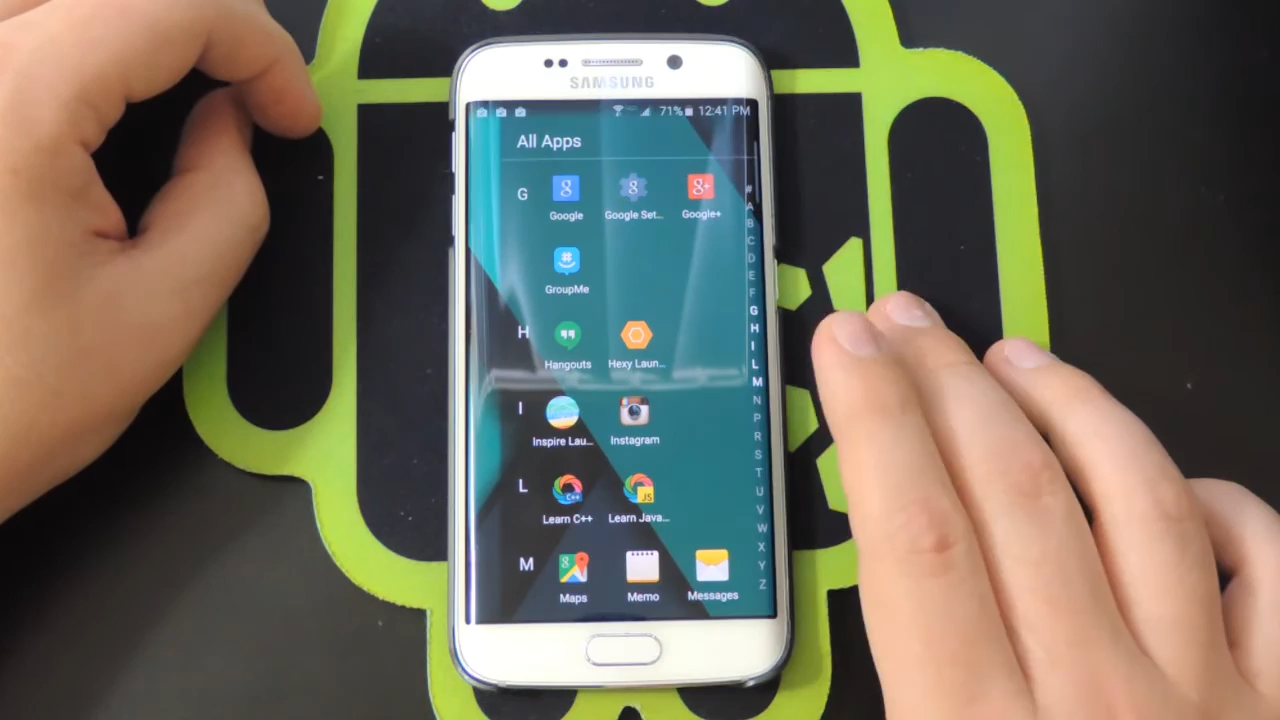 SAMSUNG
71% 12:41 PM
All Apps
G
Google Google Set... Google+
GroupMe
H
Hangouts Hexy Laun...
I
Inspire Lau... Instagram
L
Learn C++ Learn Java...
M
Maps Memo Messages
#
A
B
C
D
E
F
G
H
I
L
M
N
P
R
S
T
U
V
W
X
Y
Z